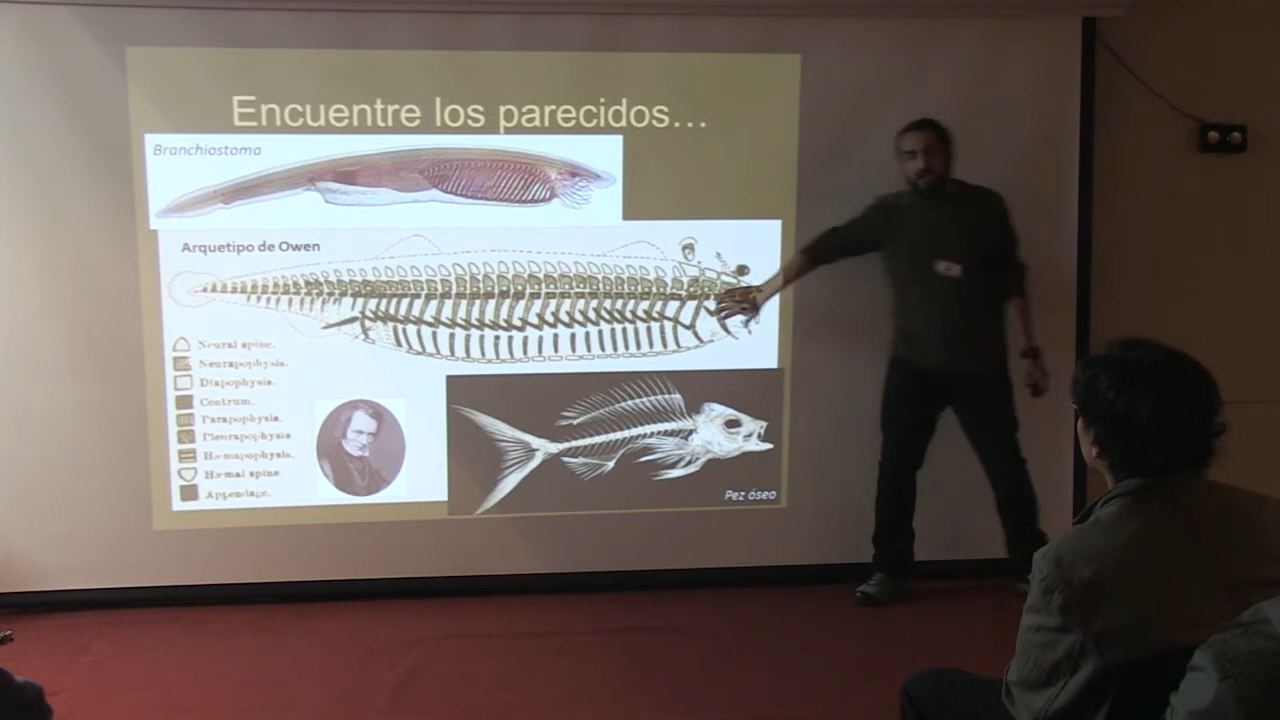 Encuentre los parecidos...
Branchiostoma
Arquetipo de Owen
Neural spine.
Neurapophysis.
Diapophysis.
Centrum.
Parapophysis.
Pleurapophysis.
Hæmapophysis.
Hæmal spine
Appendage.
Pez óseo